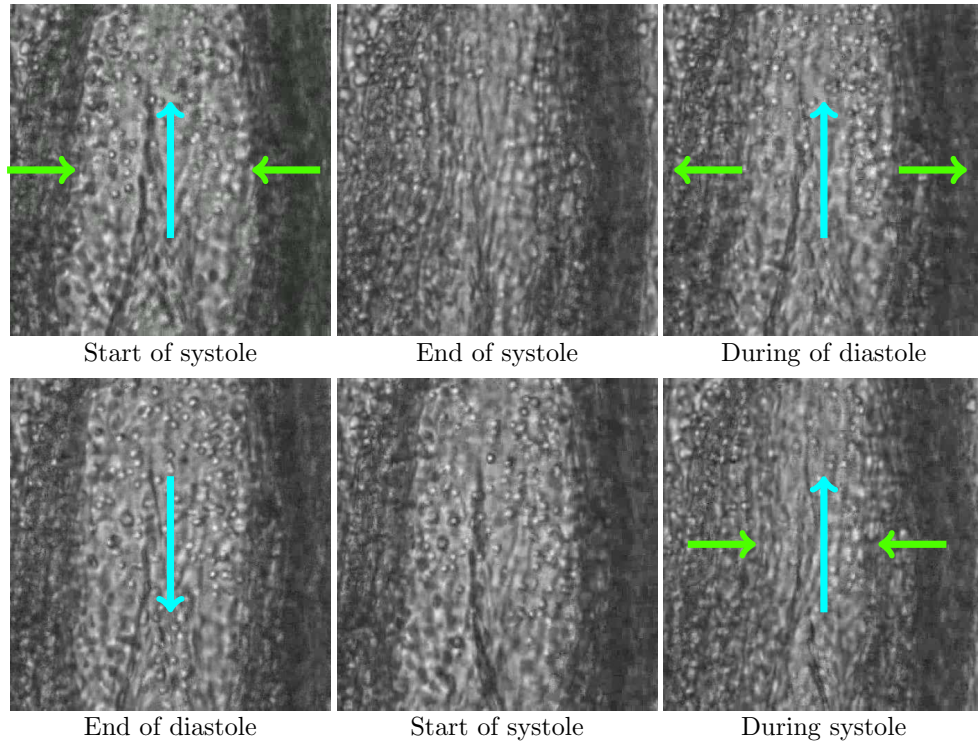 Start of systole
End of systole
During of diastole
End of diastole
Start of systole
During systole